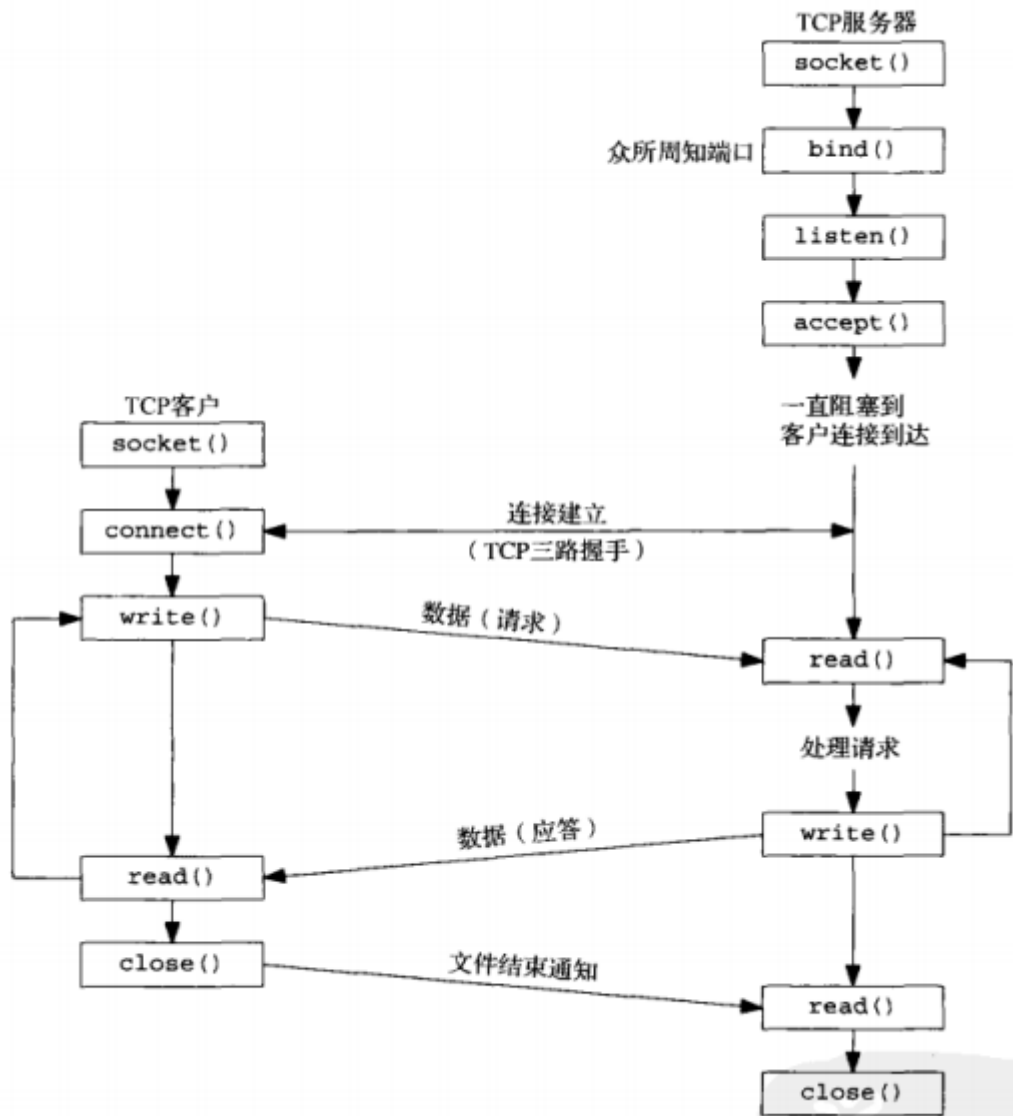 TCP服务器
socket()
众所周知端口
bind()
listen()
accept()
一直阻塞到
客户连接到达
TCP客户
socket()
connect()
连接建立
（TCP三路握手）
write()
数据（请求）
read()
处理请求
数据（应答）
write()
read()
close()
文件结束通知
read()
close()